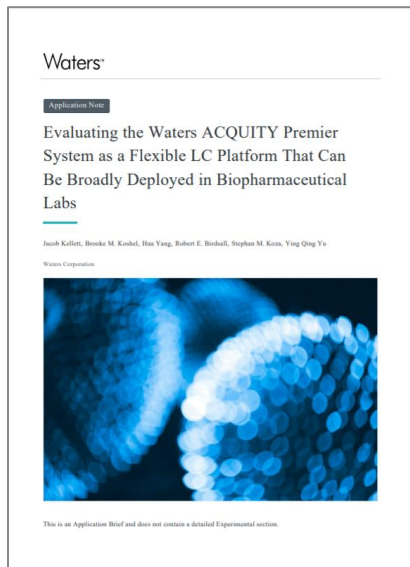 Waters™
Application Note
Evaluating the Waters ACQUITY Premier
System as a Flexible LC Platform That Can
Be Broadly Deployed in Biopharmaceutical
Labs
Jacob Kellett, Brooke M. Koshel, Hua Yang, Robert E. Birdsall, Stephan M. Koza, Ying Qing Yu
Waters Corporation
This is an Application Brief and does not contain a detailed Experimental section.